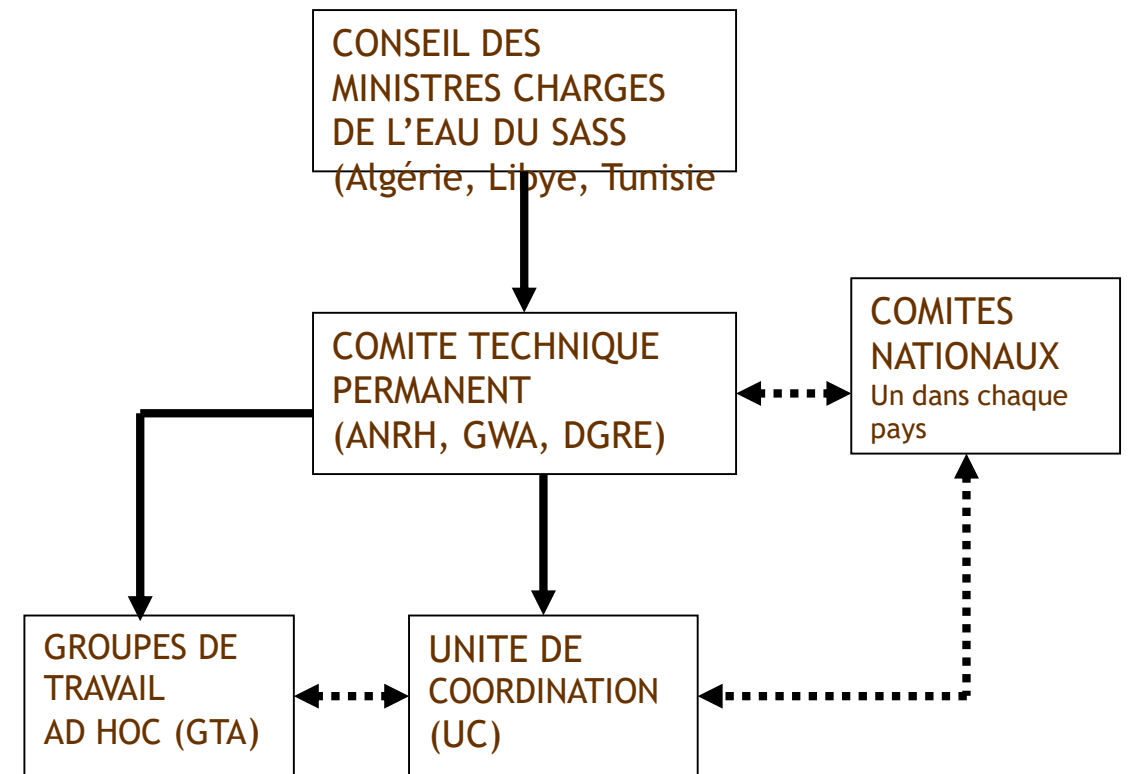 CONSEIL DES
MINISTRES CHARGES
DE L’EAU DU SASS
(Algérie, Libye, Tunisie
COMITE TECHNIQUE
PERMANENT
(ANRH, GWA, DGRE)
COMITES
NATIONAUX
Un dans chaque
pays
GROUPES DE
TRAVAIL
AD HOC (GTA)
UNITE DE
COORDINATION
(UC)